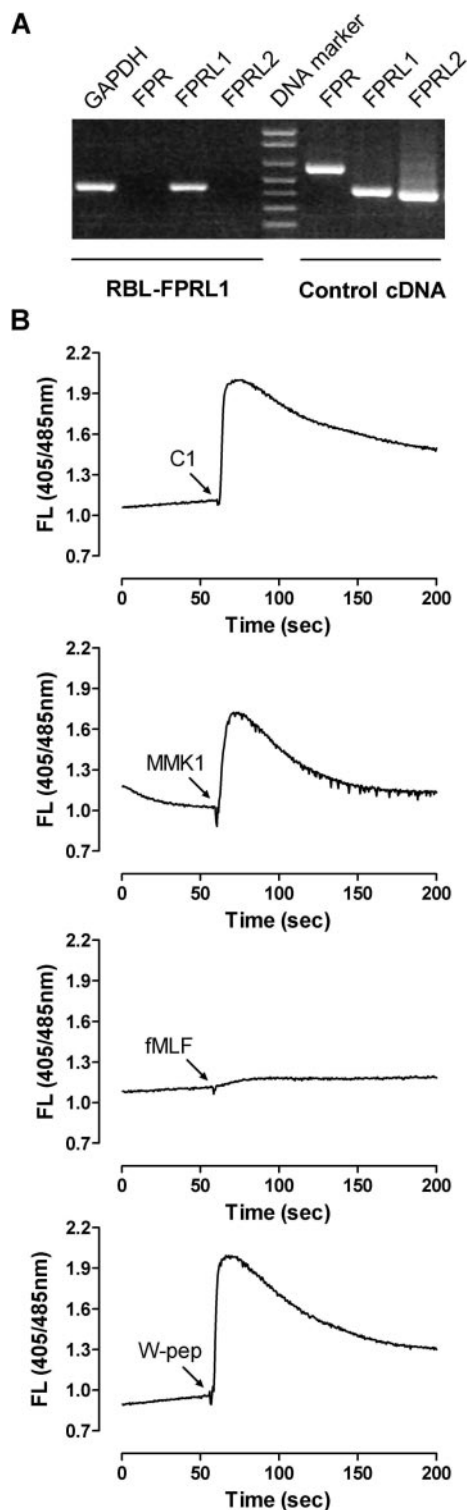 A
GAPDH FPR FPRL1 FPRL2 DNA marker FPR FPRL1 FPRL2
RBL-FPRL1 Control cDNA
B
FL (405/485nm)
2.2
1.9
1.6
1.3
1.0
0.7
C1
0 50 100 150 200
Time (sec)
FL (405/485nm)
2.2
1.9
1.6
1.3
1.0
0.7
MMK1
0 50 100 150 200
Time (sec)
FL (405/485nm)
2.2
1.9
1.6
1.3
1.0
0.7
fMLF
0 50 100 150 200
Time (sec)
FL (405/485nm)
2.2
1.9
1.6
1.3
1.0
0.7
W-pep
0 50 100 150 200
Time (sec)